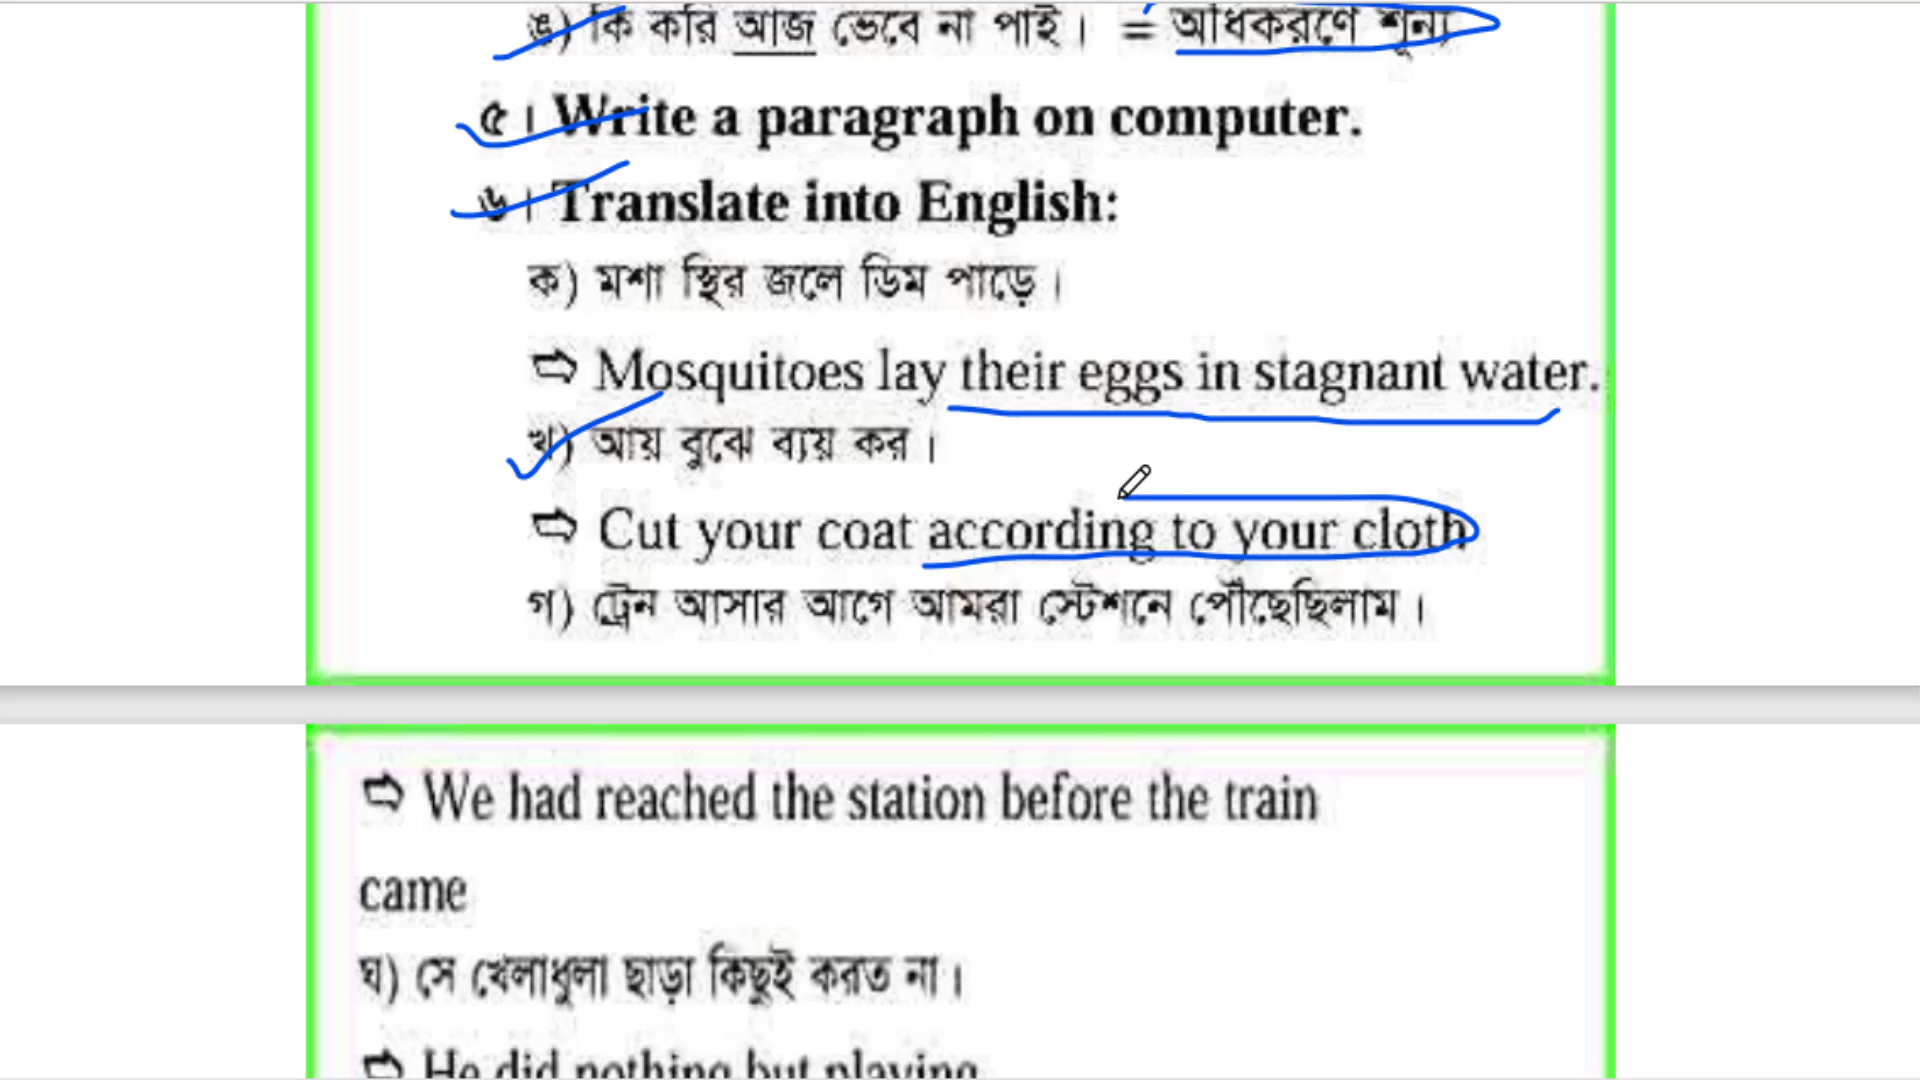 ঙ) কি করি আজ ভেবে না পাই। = অধিকরণে শূন্য
৫। Write a paragraph on computer.
৬। Translate into English:
ক) মশা স্থির জলে ডিম পাড়ে।
⇨ Mosquitoes lay their eggs in stagnant water.
খ) আয় বুঝে ব্যয় কর।
⇨ Cut your coat according to your cloth
গ) ট্রেন আসার আগে আমরা স্টেশনে পৌঁছেছিলাম।
⇨ We had reached the station before the train
came
ঘ) সে খেলাধুলা ছাড়া কিছুই করত না।
⇨ He did nothing but playing